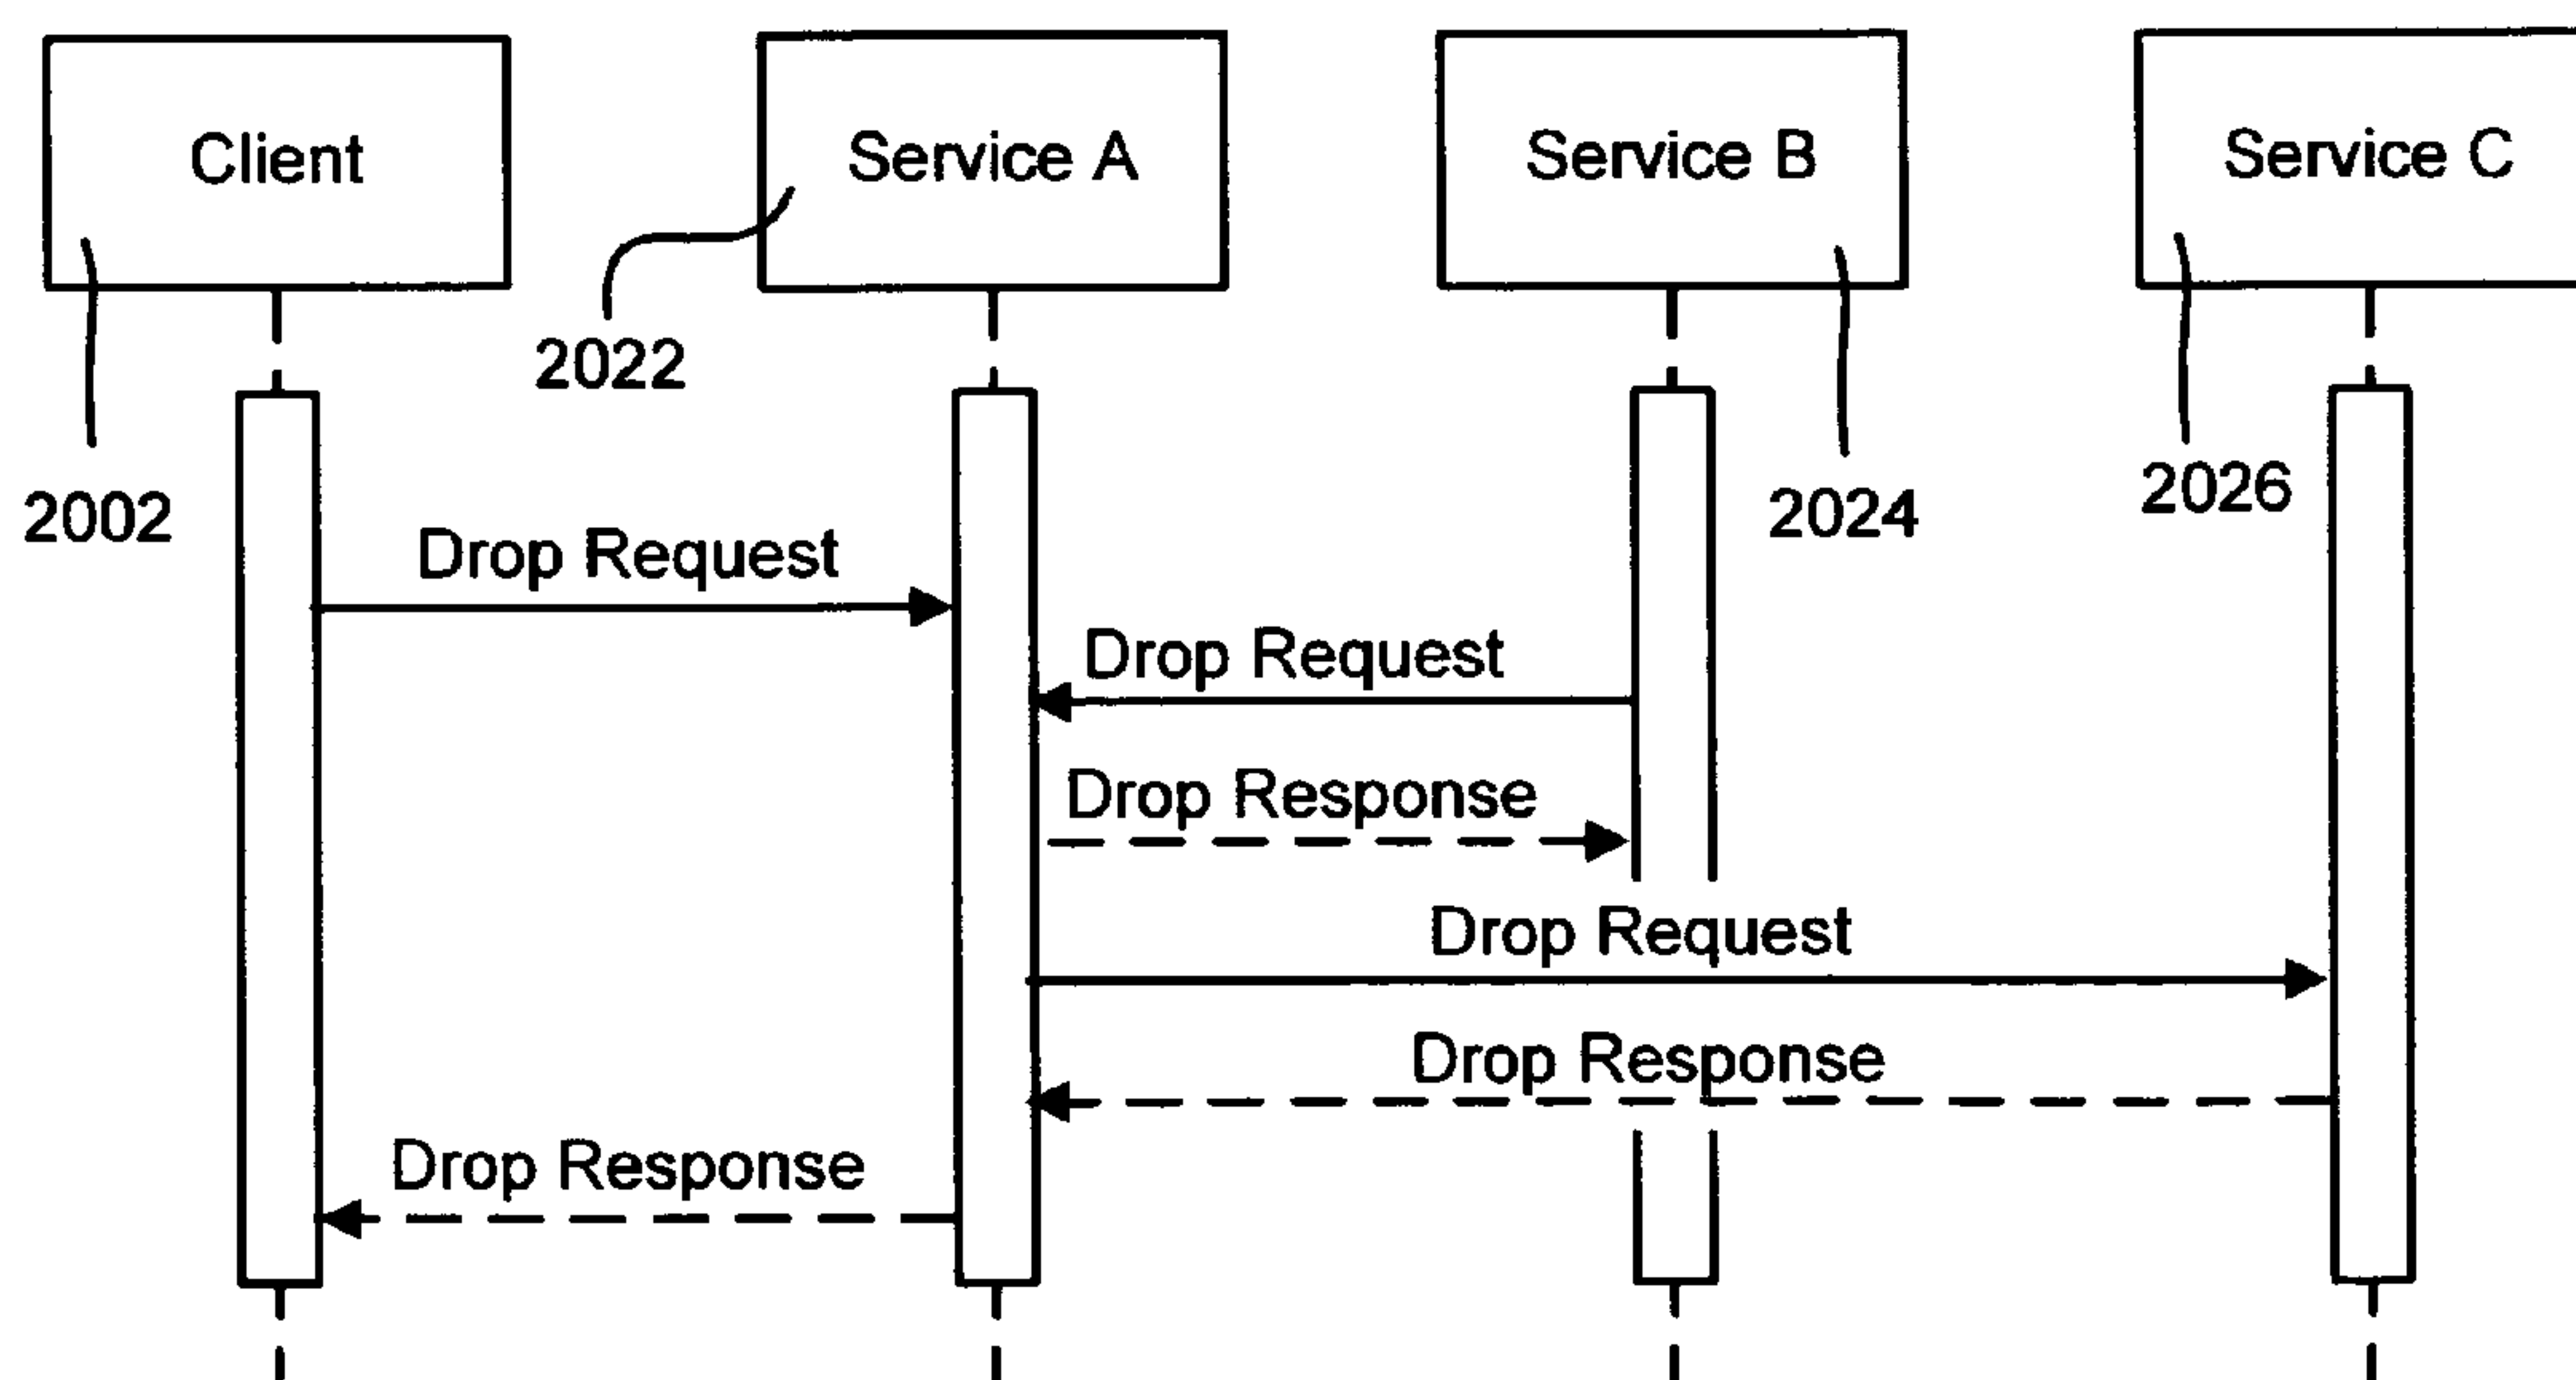 Client
Service A
Service B
Service C
2022
2002
2024
2026
Drop Request
Drop Request
Drop Response
Drop Request
Drop Response
Drop Response